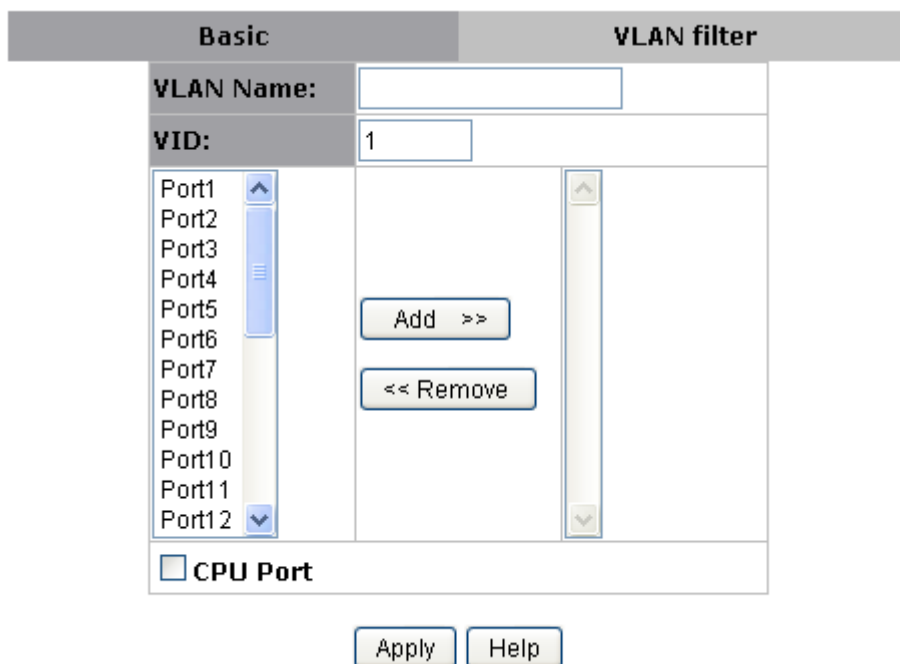 Basic VLAN filter
VLAN Name:
VID: 1
Port1
Port2
Port3
Port4
Port5
Port6
Port7
Port8
Port9
Port10
Port11
Port12
Add >>
<< Remove
CPU Port
Apply Help